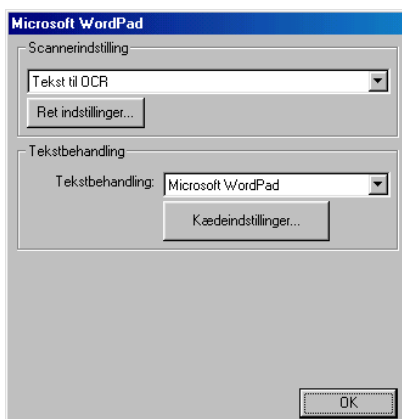 Microsoft WordPad
Scannerindstilling
Tekst til OCR
Ret indstillinger...
Tekstbehandling
Tekstbehandling: Microsoft WordPad
Kædeindstillinger...
OK